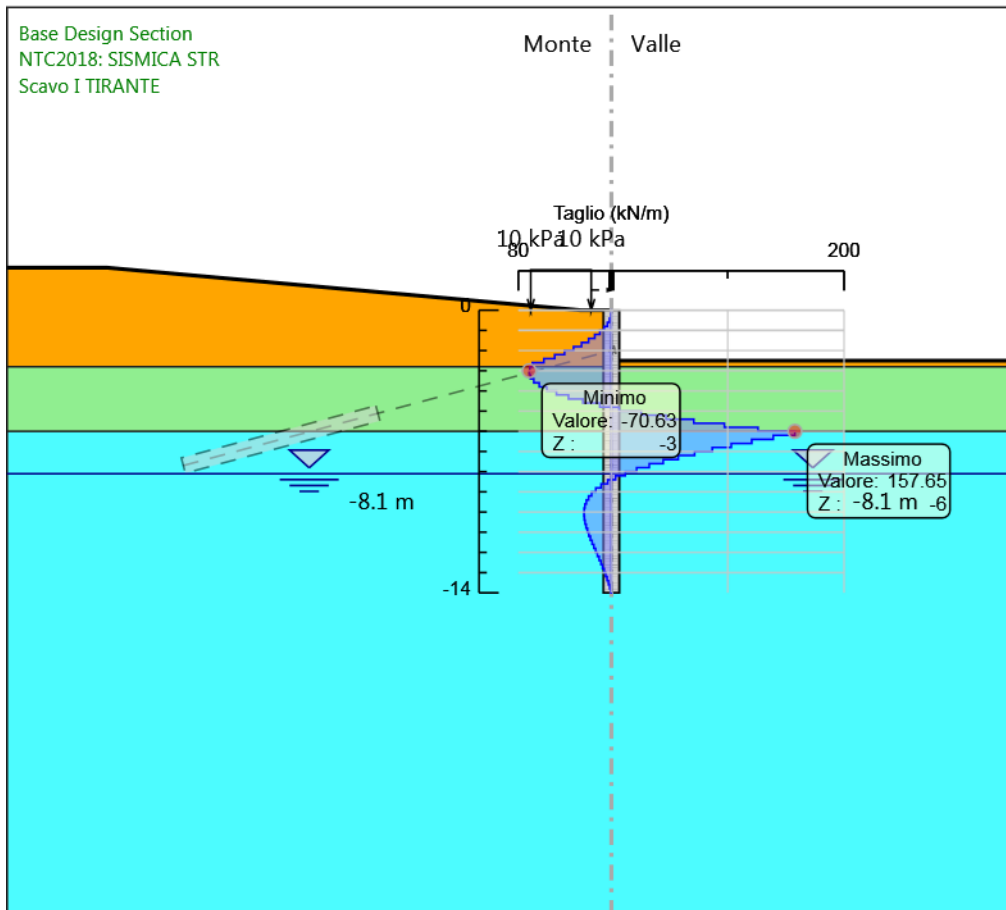 Base Design Section
NTC2018: SISMICA STR
Scavo I TIRANTE
Monte
Valle
Taglio (kN/m)
10 kPa
10 kPa
80
200
0
Minimo
Valore: -70.63
Z : -3
Massimo
Valore: 157.65
Z : -6
-8.1 m
-8.1 m
-14